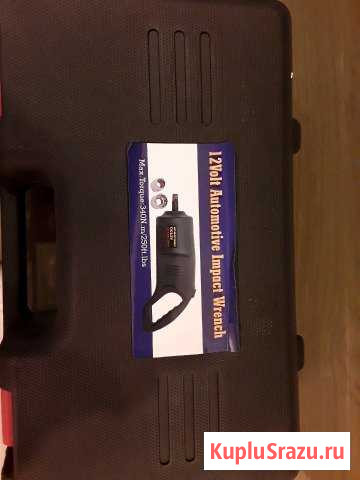 12Volt Automotive Impact Wrench
Max Torque:340N.m/250ft.lbs
KupluSrazu.ru